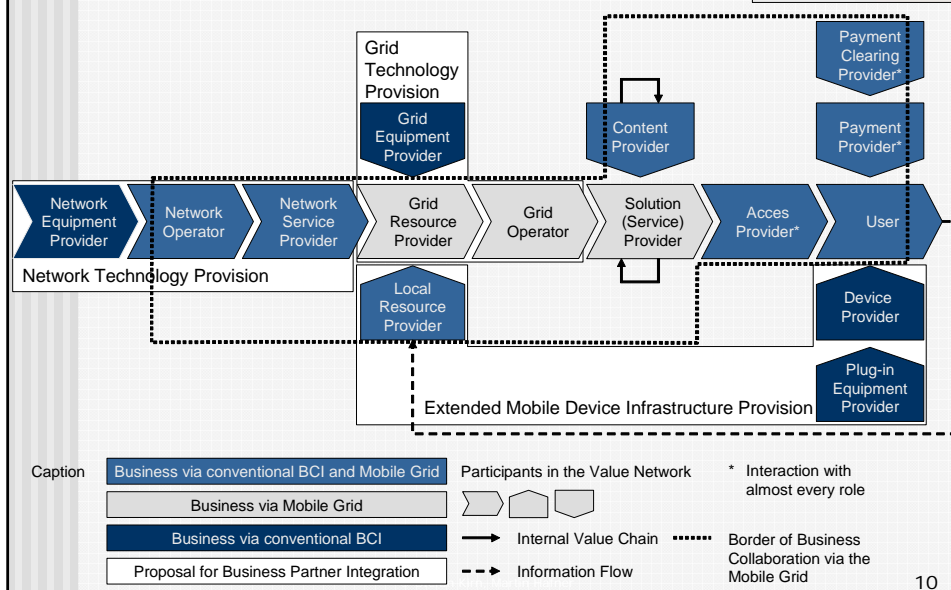 Grid
Technology
Provision
Payment
Clearing
Provider*
Grid
Equipment
Provider
Content
Provider
Payment
Provider*
Network
Equipment
Provider
Network
Operator
Network
Service
Provider
Grid
Resource
Provider
Grid
Operator
Solution
(Service)
Provider
Acces
Provider*
User
Network Technology Provision
Local
Resource
Provider
Device
Provider
Plug-in
Equipment
Provider
Extended Mobile Device Infrastructure Provision
Caption
Business via conventional BCI and Mobile Grid
Business via Mobile Grid
Business via conventional BCI
Proposal for Business Partner Integration
Participants in the Value Network
Internal Value Chain
Information Flow
* Interaction with
almost every role
Border of Business
Collaboration via the
Mobile Grid
10